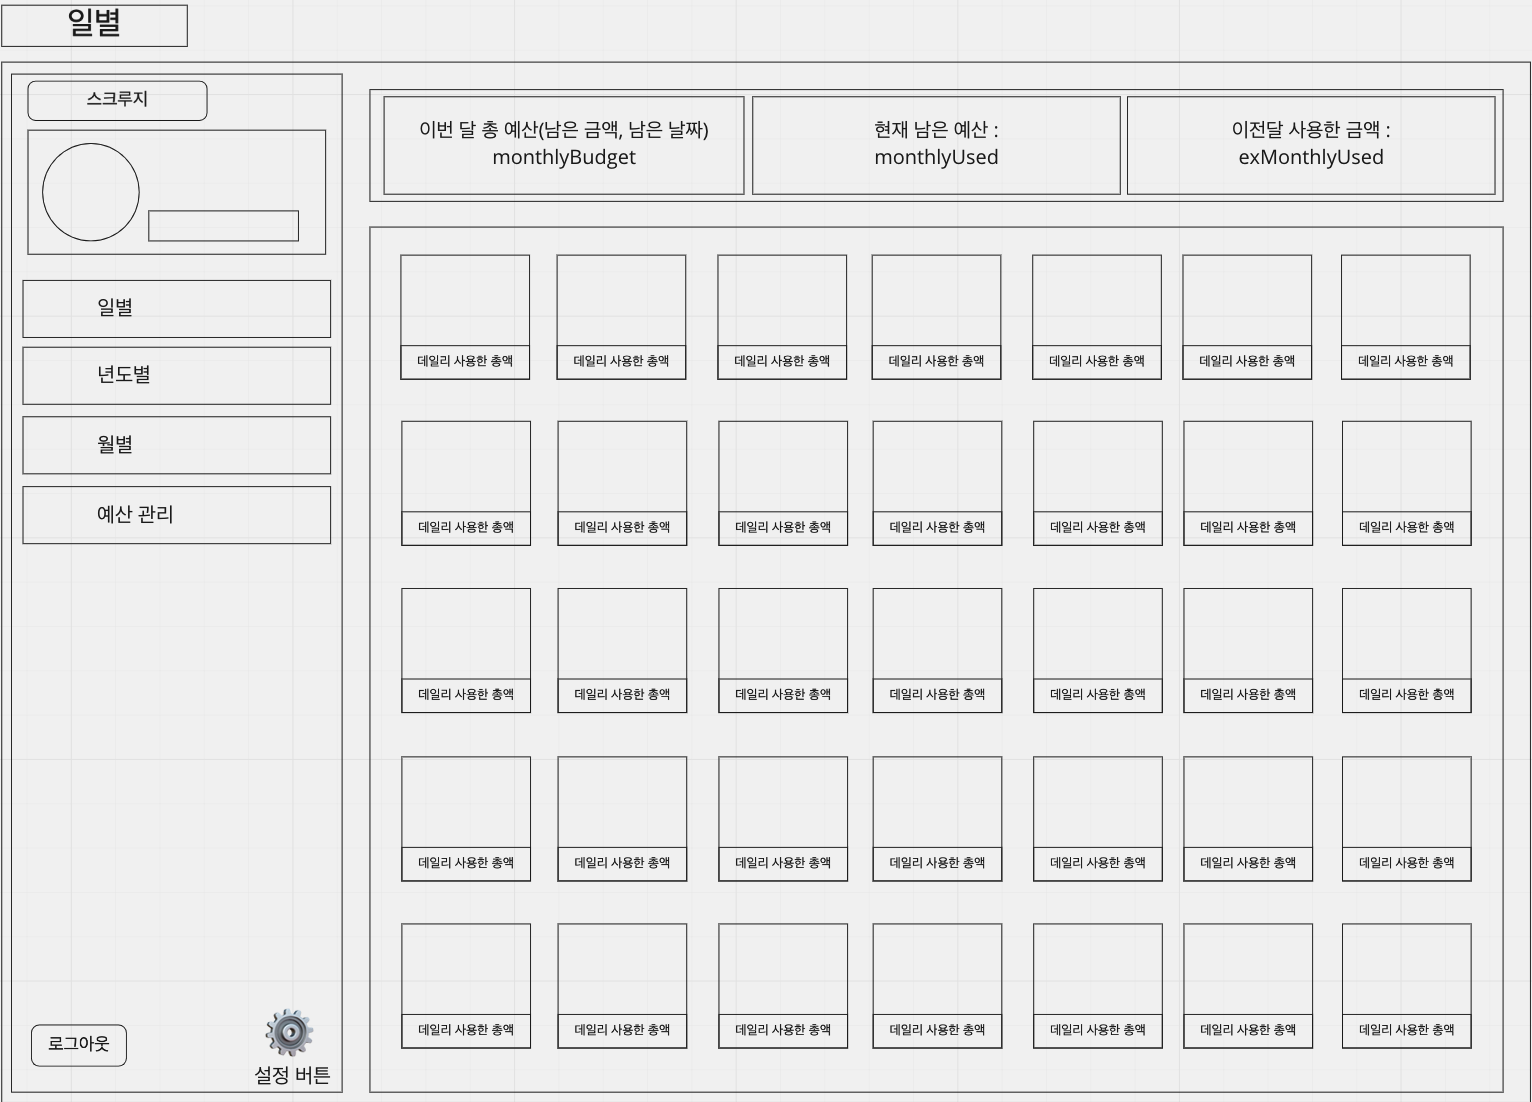 일별
스크루지
일별
년도별
월별
예산 관리
로그아웃
설정 버튼
이번 달 총 예산(남은 금액, 남은 날짜)
monthlyBudget
현재 남은 예산 :
monthlyUsed
이전달 사용한 금액 :
exMonthlyUsed
데일리 사용한 총액 데일리 사용한 총액 데일리 사용한 총액 데일리 사용한 총액 데일리 사용한 총액 데일리 사용한 총액 데일리 사용한 총액
데일리 사용한 총액 데일리 사용한 총액 데일리 사용한 총액 데일리 사용한 총액 데일리 사용한 총액 데일리 사용한 총액 데일리 사용한 총액
데일리 사용한 총액 데일리 사용한 총액 데일리 사용한 총액 데일리 사용한 총액 데일리 사용한 총액 데일리 사용한 총액 데일리 사용한 총액
데일리 사용한 총액 데일리 사용한 총액 데일리 사용한 총액 데일리 사용한 총액 데일리 사용한 총액 데일리 사용한 총액 데일리 사용한 총액
데일리 사용한 총액 데일리 사용한 총액 데일리 사용한 총액 데일리 사용한 총액 데일리 사용한 총액 데일리 사용한 총액 데일리 사용한 총액